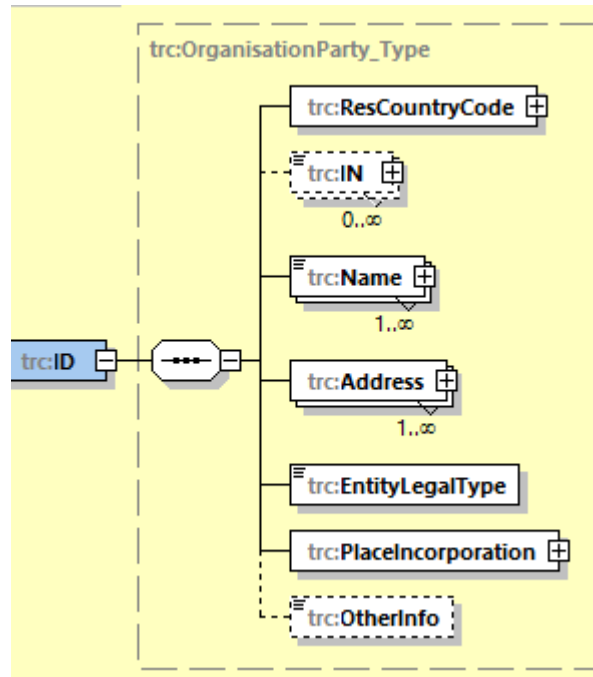 trc:OrganisationParty_Type
trc:ResCountryCode
trc:IN
0..∞
trc:Name
1..∞
trc:ID
trc:Address
1..∞
trc:EntityLegalType
trc:PlaceIncorporation
trc:OtherInfo